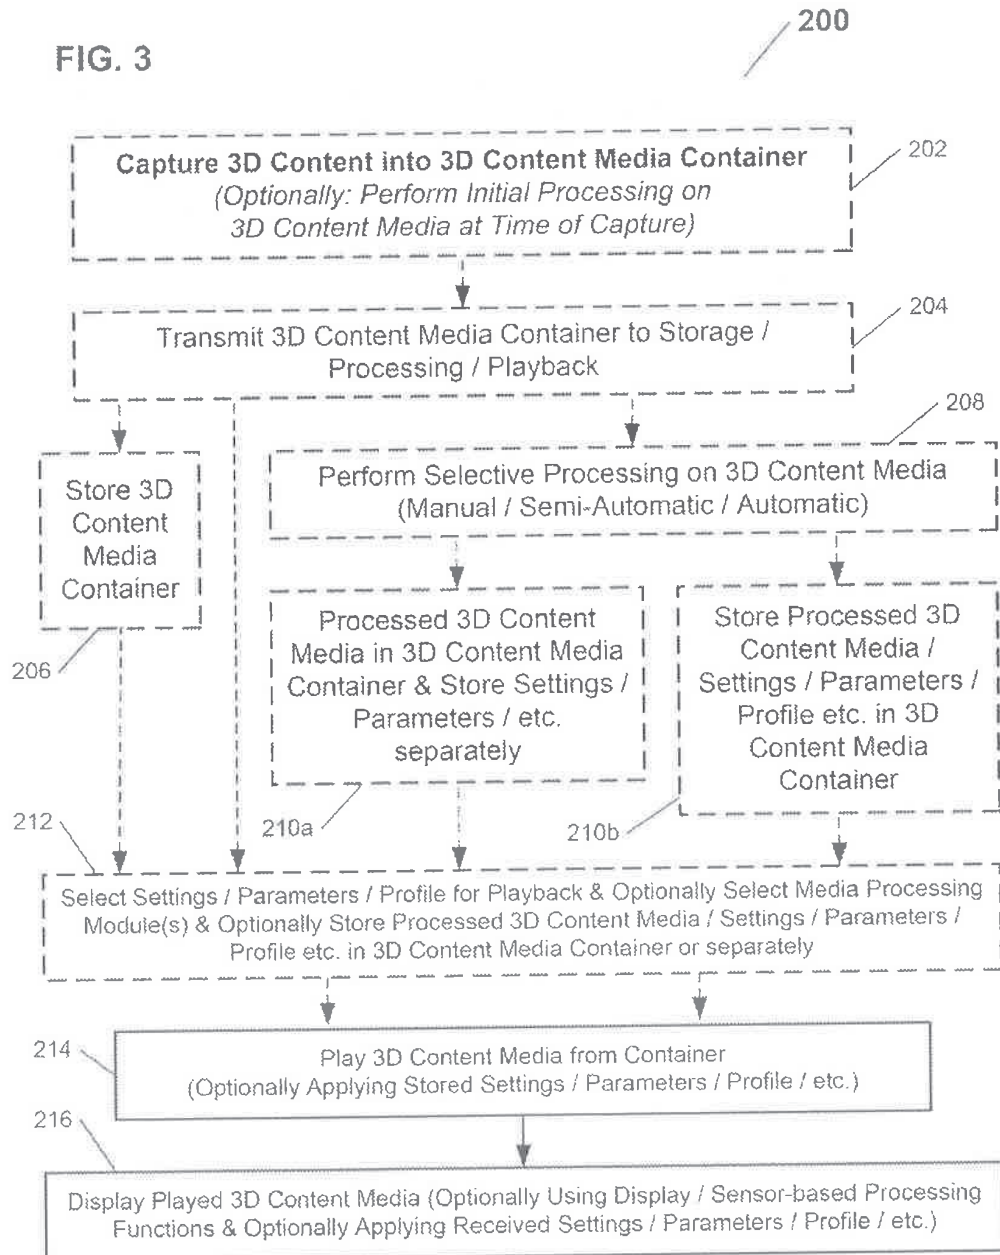 200
FIG. 3
Capture 3D Content into 3D Content Media Container
(Optionally: Perform Initial Processing on
3D Content Media at Time of Capture)
202
Transmit 3D Content Media Container to Storage /
Processing / Playback
204
208
Store 3D
Content
Media
Container
206
Perform Selective Processing on 3D Content Media
(Manual / Semi-Automatic / Automatic)
Processed 3D Content
Media in 3D Content Media
Container & Store Settings /
Parameters / etc.
separately
210a
Store Processed 3D
Content Media /
Settings / Parameters /
Profile etc. in 3D
Content Media
Container
210b
212
Select Settings / Parameters / Profile for Playback & Optionally Select Media Processing
Module(s) & Optionally Store Processed 3D Content Media / Settings / Parameters /
Profile etc. in 3D Content Media Container or separately
214
Play 3D Content Media from Container
(Optionally Applying Stored Settings / Parameters / Profile / etc.)
216
Display Played 3D Content Media (Optionally Using Display / Sensor-based Processing
Functions & Optionally Applying Received Settings / Parameters / Profile / etc.)